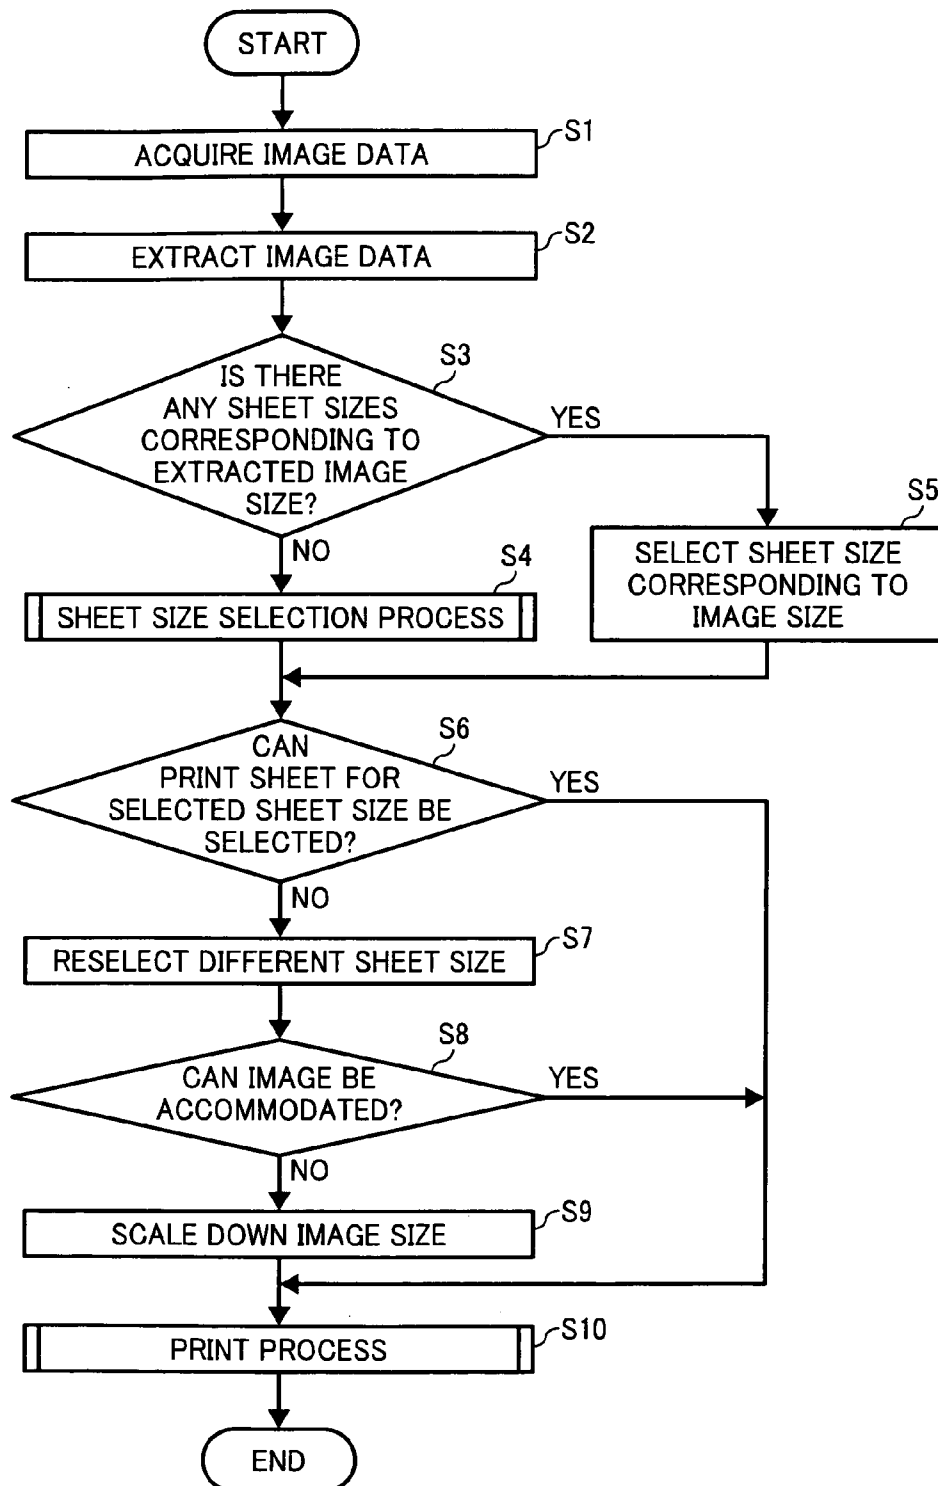 START
S1
ACQUIRE IMAGE DATA
S2
EXTRACT IMAGE DATA
S3
IS THERE
ANY SHEET SIZES
CORRESPONDING TO
EXTRACTED IMAGE
SIZE?
YES
NO
S5
SELECT SHEET SIZE
CORRESPONDING TO
IMAGE SIZE
S4
SHEET SIZE SELECTION PROCESS
S6
CAN
PRINT SHEET FOR
SELECTED SHEET SIZE BE
SELECTED?
YES
NO
S7
RESELECT DIFFERENT SHEET SIZE
S8
CAN IMAGE BE
ACCOMMODATED?
YES
NO
S9
SCALE DOWN IMAGE SIZE
S10
PRINT PROCESS
END